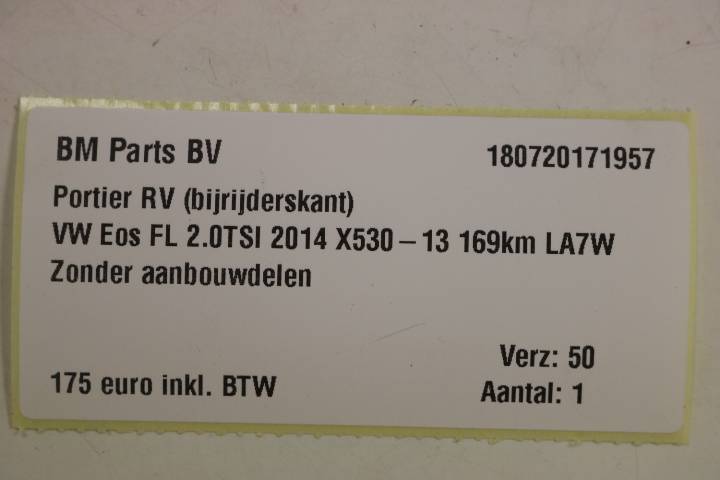 BM Parts BV 180720171957
Portier RV (bijrijderskant)
VW Eos FL 2.0TSI 2014 X530 – 13 169km LA7W
Zonder aanbouwdelen
Verz: 50
175 euro inkl. BTW Aantal: 1